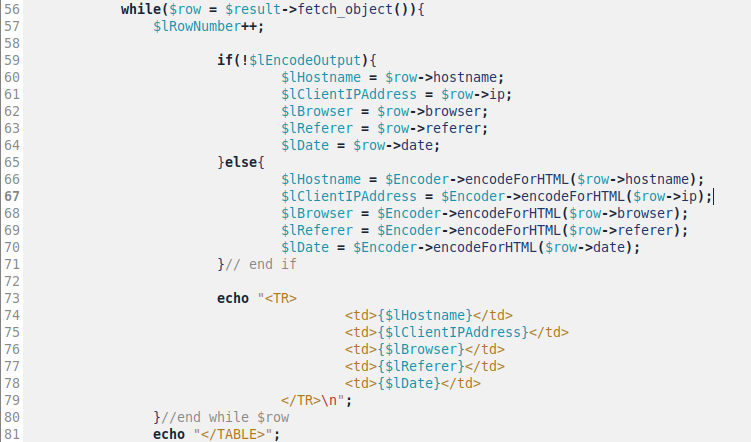 56 while($row = $result->fetch_object()){
57 $lRowNumber++;
58
59 if(!$lEncodeOutput){
60 $lHostname = $row->hostname;
61 $lClientIPAddress = $row->ip;
62 $lBrowser = $row->browser;
63 $lReferer = $row->referer;
64 $lDate = $row->date;
65 }else{
66 $lHostname = $Encoder->encodeForHTML($row->hostname);
67 $lClientIPAddress = $Encoder->encodeForHTML($row->ip);
68 $lBrowser = $Encoder->encodeForHTML($row->browser);
69 $lReferer = $Encoder->encodeForHTML($row->referer);
70 $lDate = $Encoder->encodeForHTML($row->date);
71 }// end if
72
73 echo "<TR>
74 <td>{$lHostname}</td>
75 <td>{$lClientIPAddress}</td>
76 <td>{$lBrowser}</td>
77 <td>{$lReferer}</td>
78 <td>{$lDate}</td>
79 </TR>\n";
80 }//end while $row
81 echo "</TABLE>";